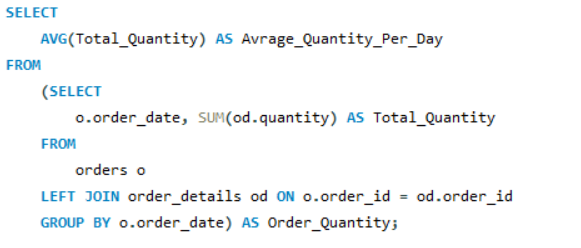 SELECT
AVG(Total_Quantity) AS Avrage_Quantity_Per_Day
FROM
(SELECT
o.order_date, SUM(od.quantity) AS Total_Quantity
FROM
orders o
LEFT JOIN order_details od ON o.order_id = od.order_id
GROUP BY o.order_date) AS Order_Quantity;